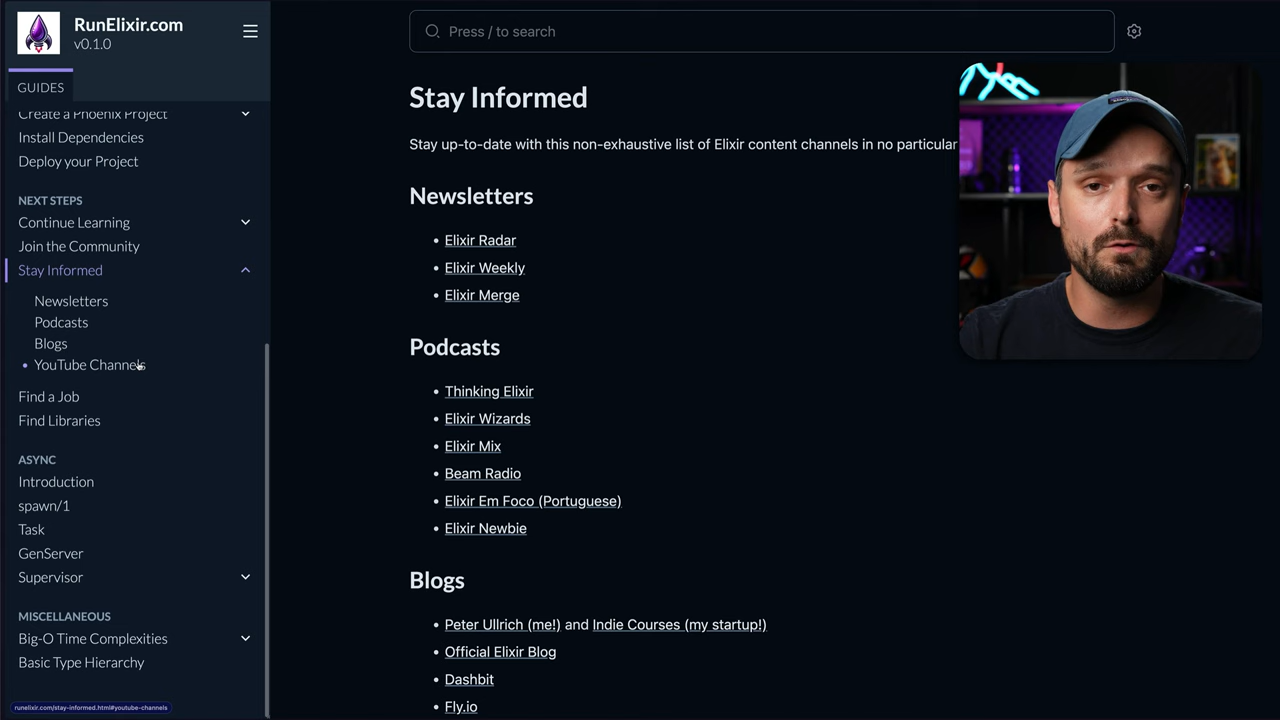 RunElixir.com
v0.1.0
GUIDES
Create a Phoenix Project
Install Dependencies
Deploy your Project
NEXT STEPS
Continue Learning
Join the Community
Stay Informed
Newsletters
Podcasts
Blogs
YouTube Channels
Find a Job
Find Libraries
ASYNC
Introduction
spawn/1
Task
GenServer
Supervisor
MISCELLANEOUS
Big-O Time Complexities
Basic Type Hierarchy
runelixir.com/stay-informed.html#youtube-channels
Press / to search
Stay Informed
Stay up-to-date with this non-exhaustive list of Elixir content channels in no particular
Newsletters
Elixir Radar
Elixir Weekly
Elixir Merge
Podcasts
Thinking Elixir
Elixir Wizards
Elixir Mix
Beam Radio
Elixir Em Foco (Portuguese)
Elixir Newbie
Blogs
Peter Ullrich (me!) and Indie Courses (my startup!)
Official Elixir Blog
Dashbit
Fly.io